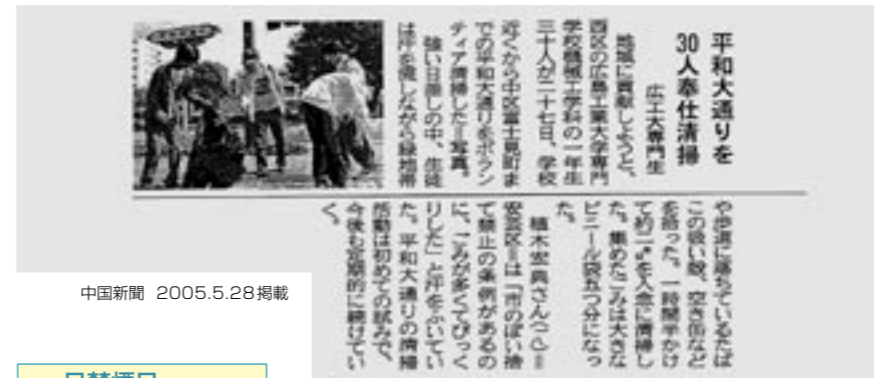 平和大通りを
30人奉仕清掃
広工大専門生
地域に貢献しようと、
西区の広島工業大学専門
学校機械工学科の一年生
三十人が二十七日、学校
近くから中区富士見町ま
での平和大通りをボラン
ティア清掃した＝写真。
強い日差しの中、生徒
は汗を流しながら緑地帯
や歩道に落ちているたば
この吸い殻、空き缶など
を拾った。一時間半かけ
て約二㌔を入念に清掃し
た。集めたごみは大きな
ビニール袋五つ分になっ
た。
植木宏典さん＝
安芸区＝は「市のぽい捨
て禁止の条例があるの
に、ごみが多くてびっく
りした」と汗をふいてい
た。平和大通りの清掃
活動は初めての試みで、
今後も定期的に続けてい
く。
中国新聞 2005.5.28掲載